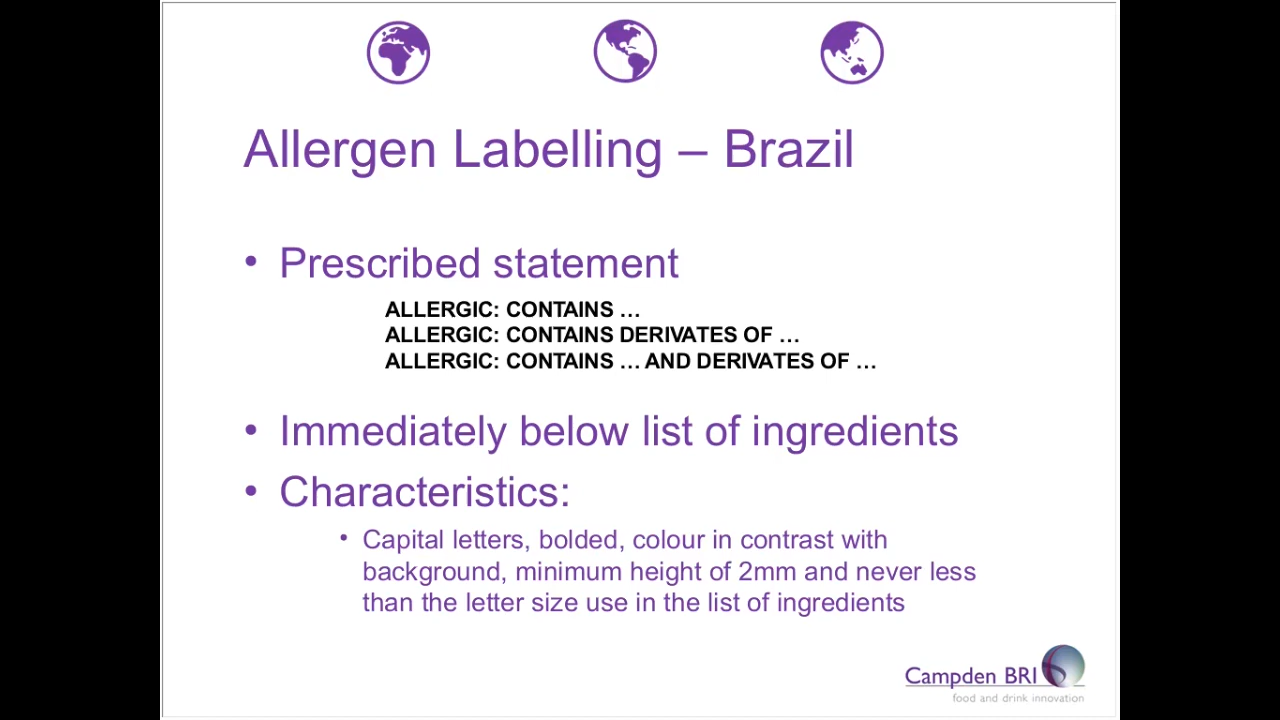 Allergen Labelling – Brazil
• Prescribed statement
ALLERGIC: CONTAINS …
ALLERGIC: CONTAINS DERIVATES OF …
ALLERGIC: CONTAINS … AND DERIVATES OF …
• Immediately below list of ingredients
• Characteristics:
• Capital letters, bolded, colour in contrast with
background, minimum height of 2mm and never less
than the letter size use in the list of ingredients
Campden BRI
food and drink innovation